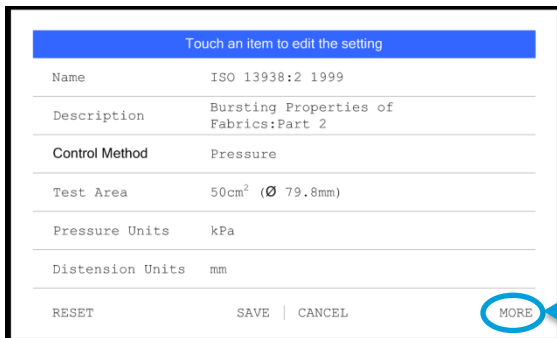 Touch an item to edit the setting
Name ISO 13938:2 1999
Description Bursting Properties of
Fabrics:Part 2
Control Method Pressure
Test Area 50cm² (Ø 79.8mm)
Pressure Units kPa
Distension Units mm
RESET SAVE | CANCEL MORE